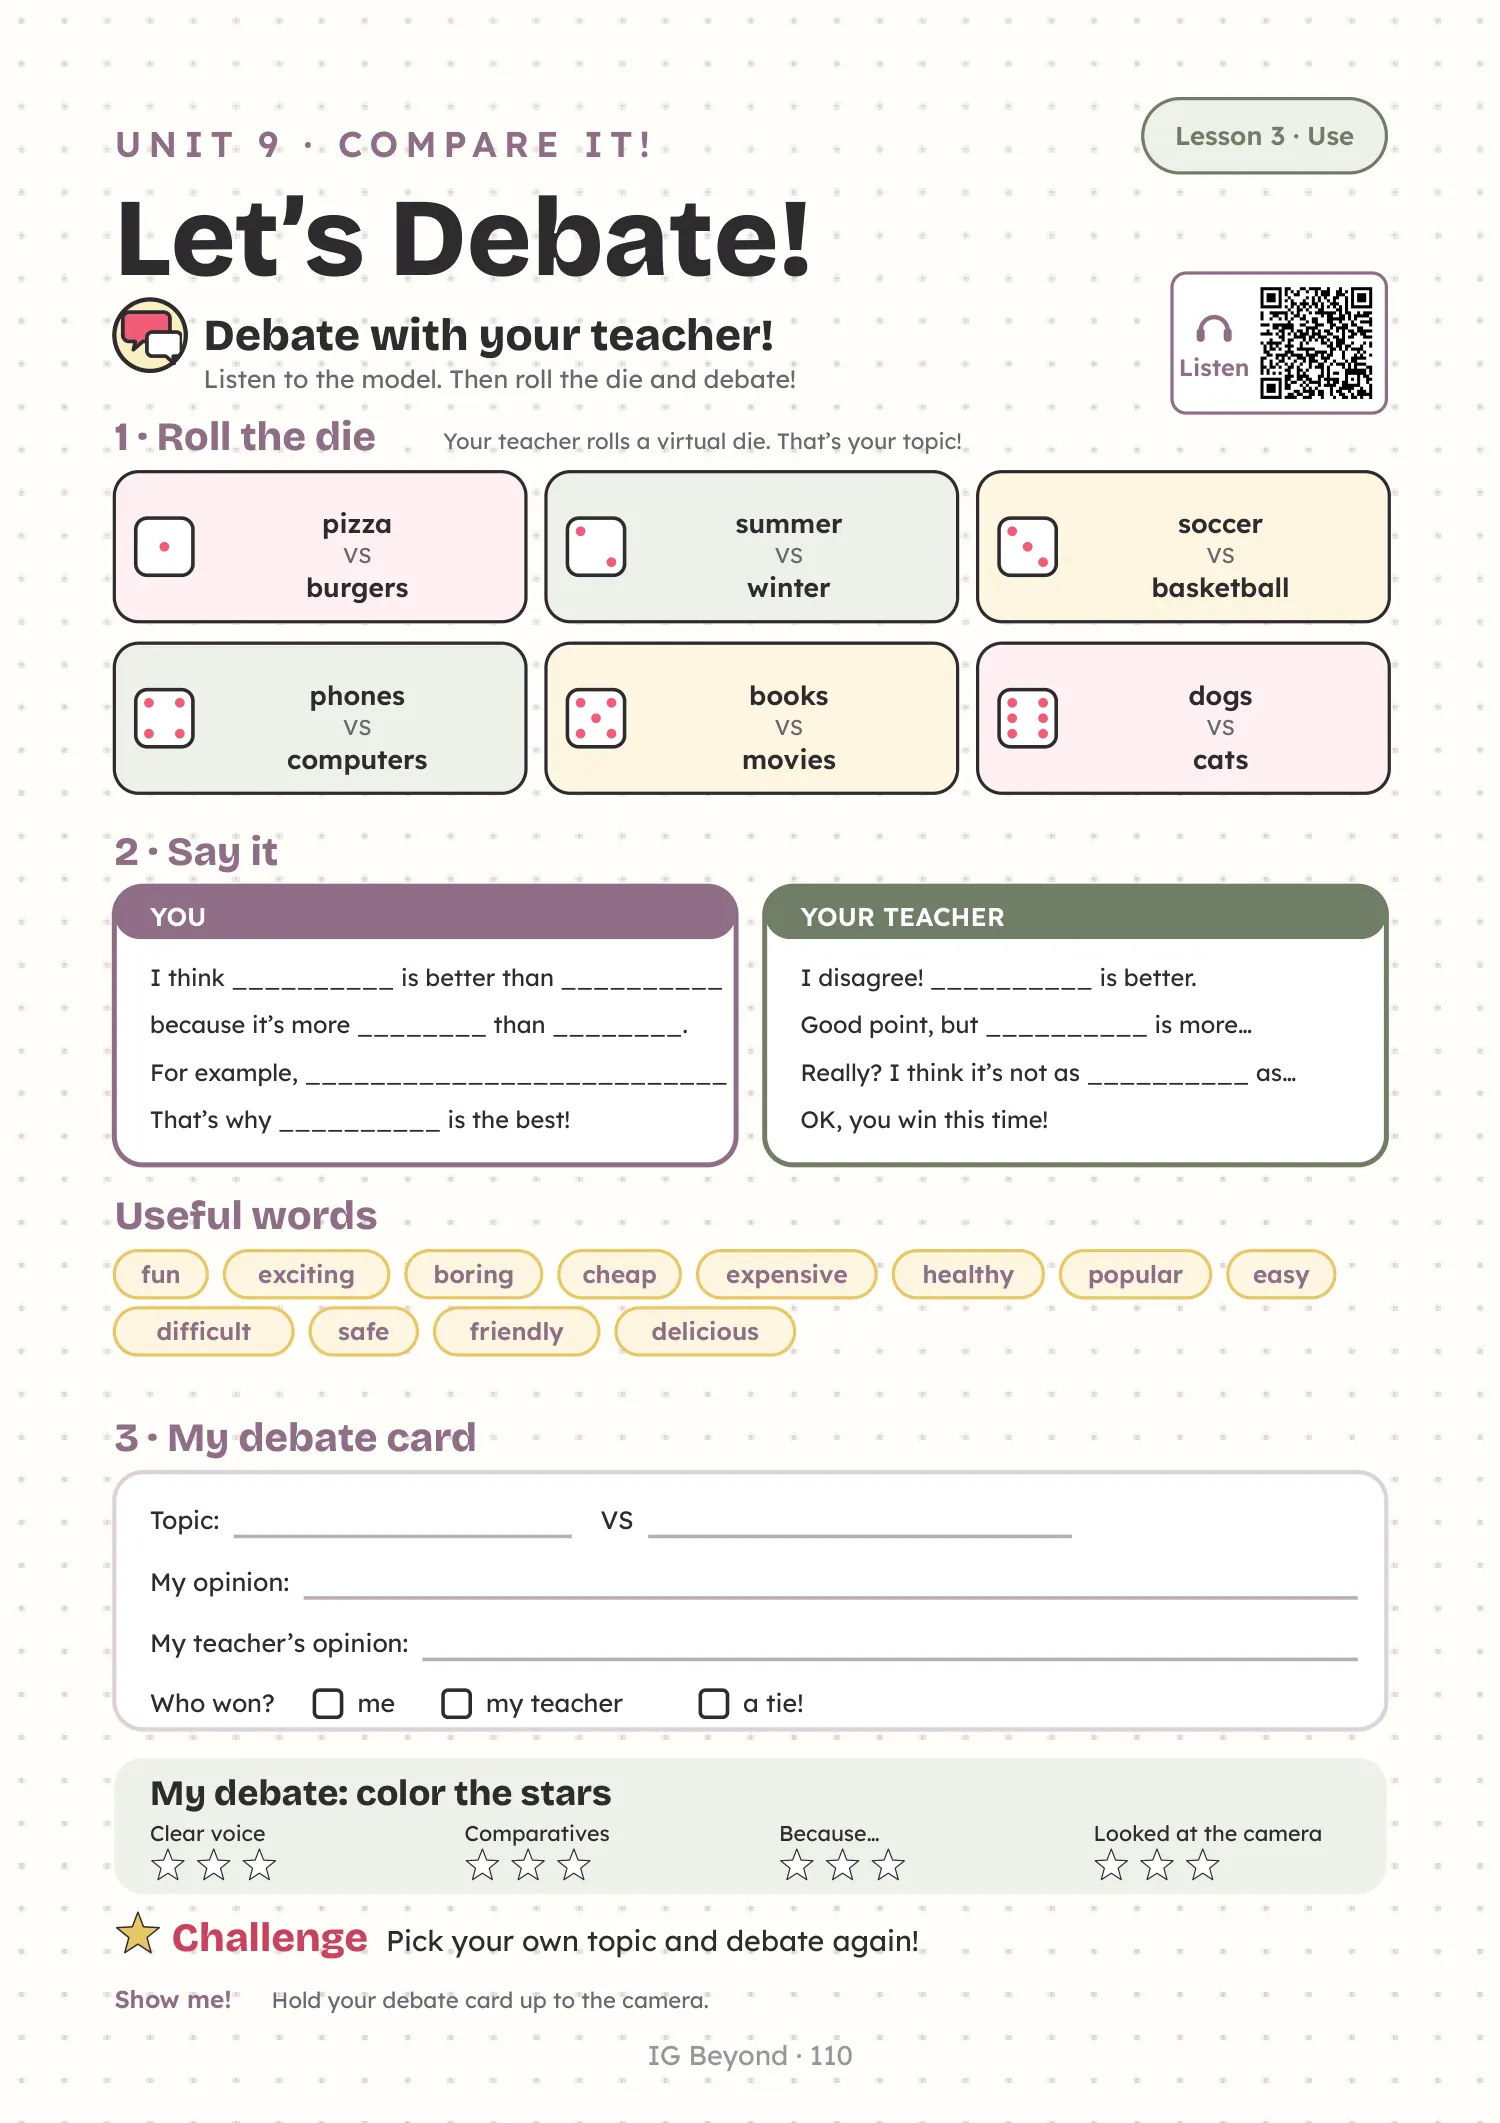 UNIT 9 · COMPARE IT!
Lesson 3 · Use
Let's Debate!
Debate with your teacher!
Listen to the model. Then roll the die and debate!
Listen
1 · Roll the die
Your teacher rolls a virtual die. That's your topic!
pizza
VS
burgers
summer
VS
winter
soccer
VS
basketball
phones
VS
computers
books
VS
movies
dogs
VS
cats
2 · Say it
YOU
I think __________ is better than __________
because it's more ________ than ________.
For example, __________________________
That's why __________ is the best!
YOUR TEACHER
I disagree! __________ is better.
Good point, but __________ is more…
Really? I think it's not as __________ as…
OK, you win this time!
Useful words
fun exciting boring cheap expensive healthy popular easy
difficult safe friendly delicious
3 · My debate card
Topic: VS
My opinion:
My teacher's opinion:
Who won? me my teacher a tie!
My debate: color the stars
Clear voice Comparatives Because… Looked at the camera
Challenge Pick your own topic and debate again!
Show me! Hold your debate card up to the camera.
IG Beyond · 110